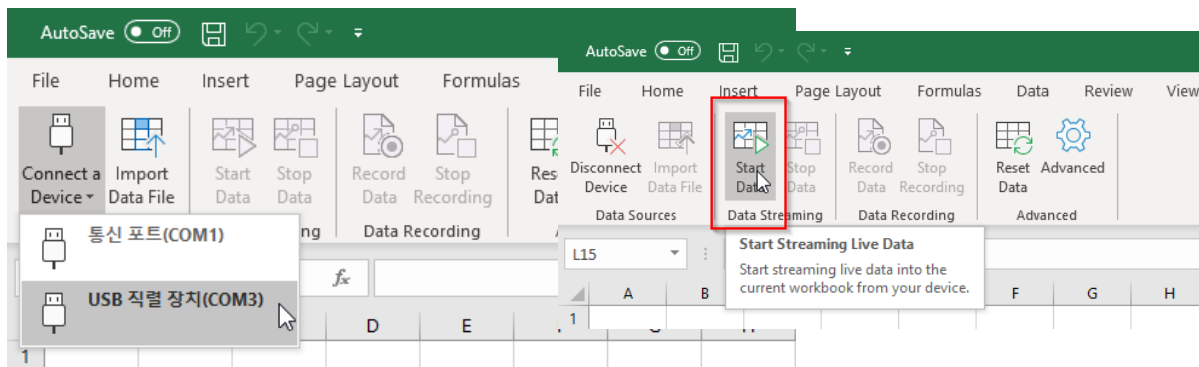 AutoSave Off
File Home Insert Page Layout Formulas
Connect a Device Import Data File Start Data Stop Data Record Data Stop Recording
Data Recording
통신 포트(COM1)
USB 직렬 장치(COM3)
fx
D E
1
AutoSave Off
File Home Insert Page Layout Formulas Data Review View
Disconnect Device Import Data File Start Data Stop Data Record Data Stop Recording Reset Data Advanced
Data Sources Data Streaming Data Recording Advanced
L15
Start Streaming Live Data
Start streaming live data into the
current workbook from your device.
A B F G H
1